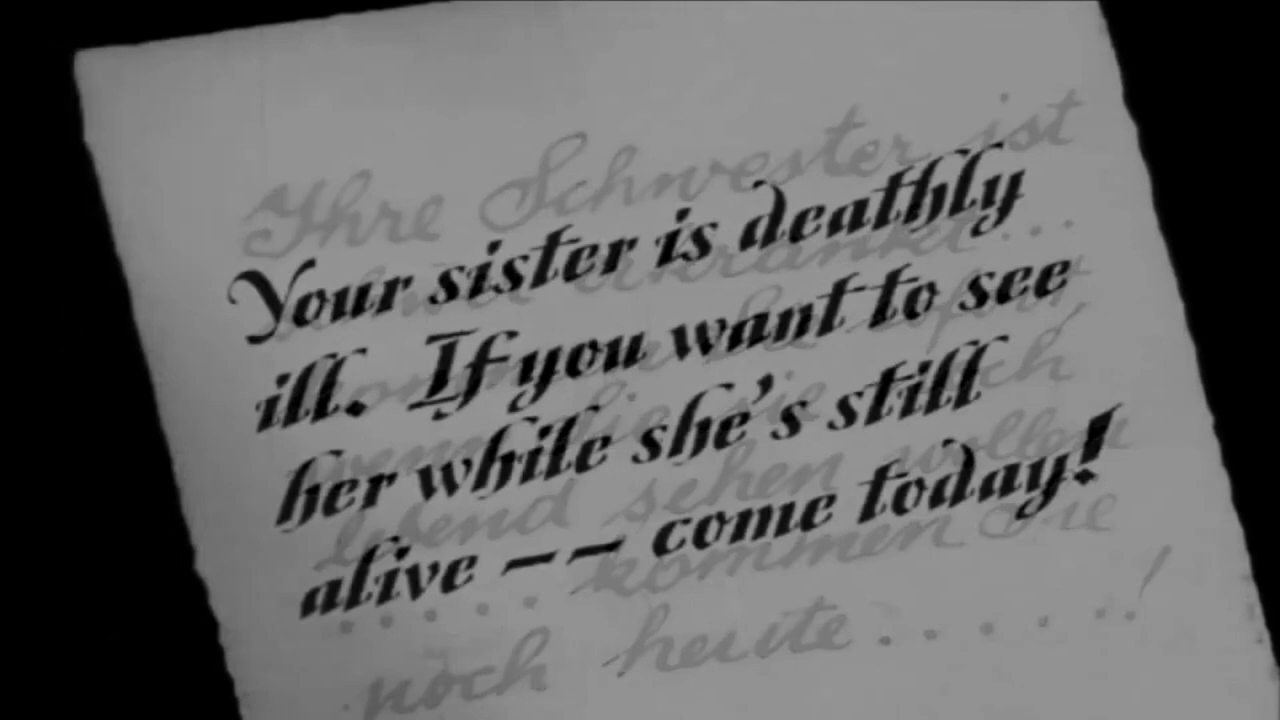 Ihre Schwester ist
Your sister is deathly
ill. If you want to see
her while she's still
lebend sehen wollen
alive -- come today!
..... kommen Sie
noch heute......!